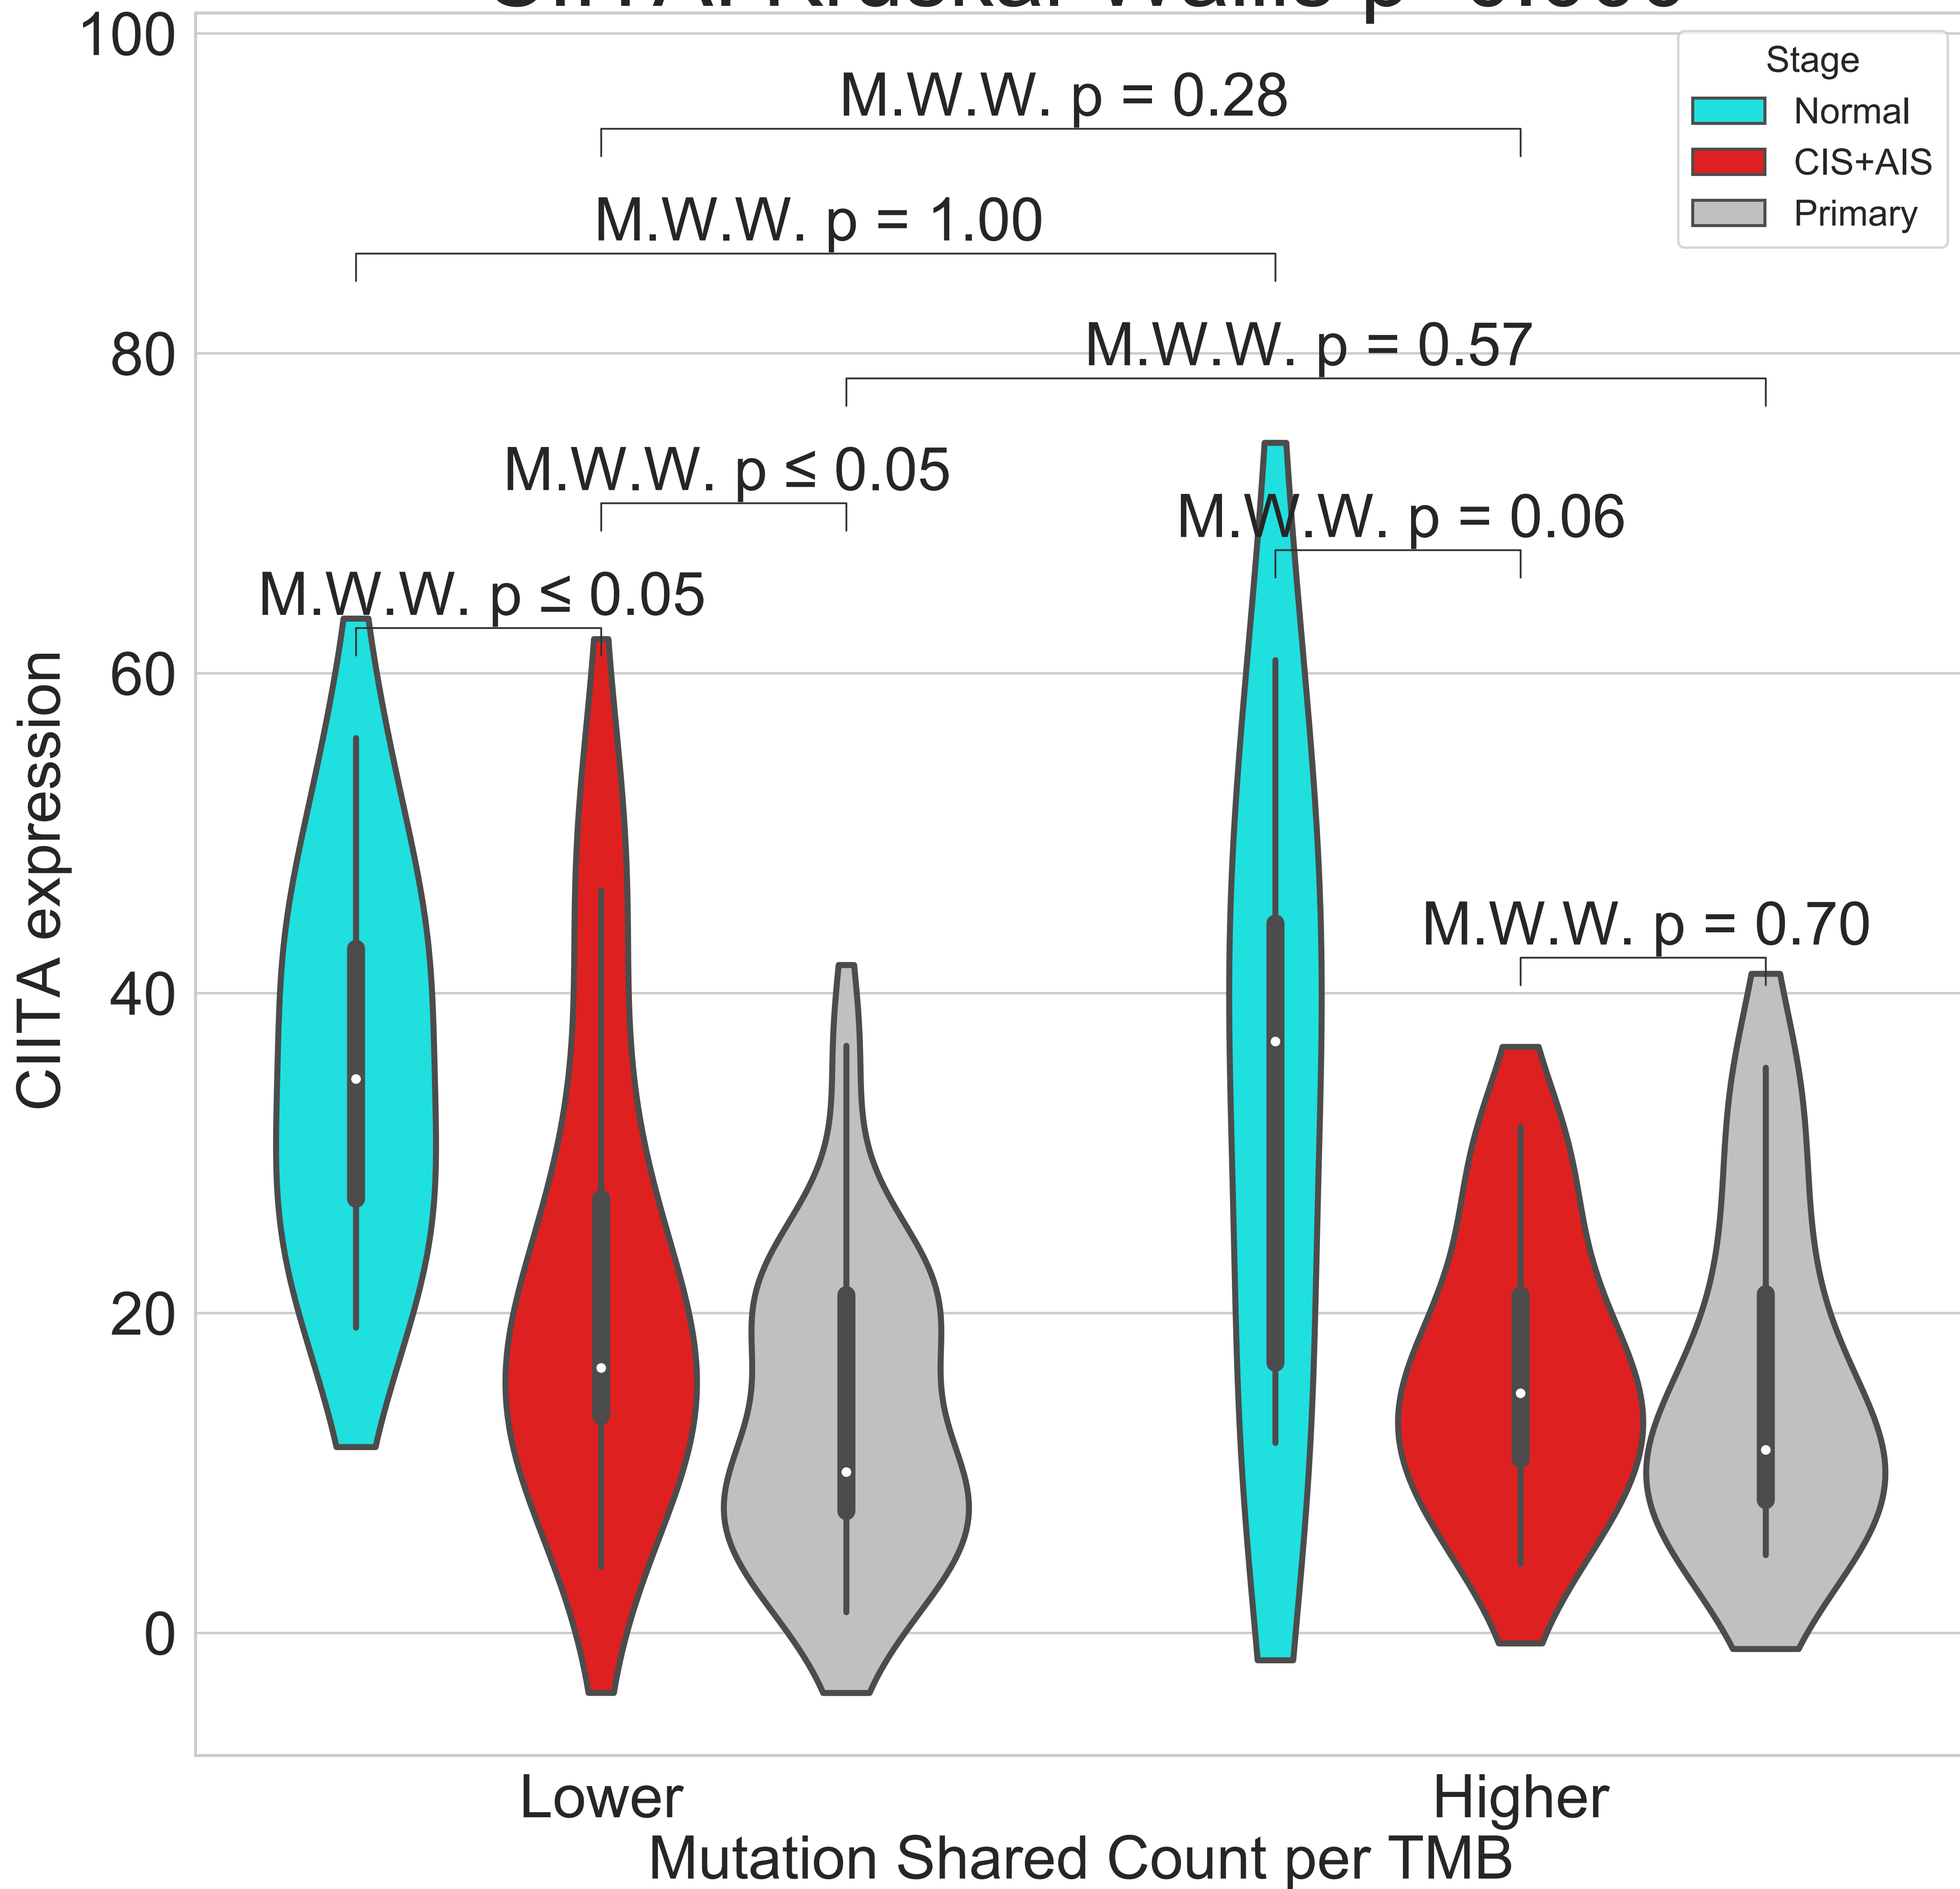 100
M.W.W. p = 0.28
Stage
Normal
CIS+AIS
Primary
M.W.W. p = 1.00
80
M.W.W. p = 0.57
M.W.W. p ≤ 0.05
M.W.W. p = 0.06
M.W.W. p ≤ 0.05
60
CIITA expression
M.W.W. p = 0.70
40
20
0
Lower
Higher
Mutation Shared Count per TMB